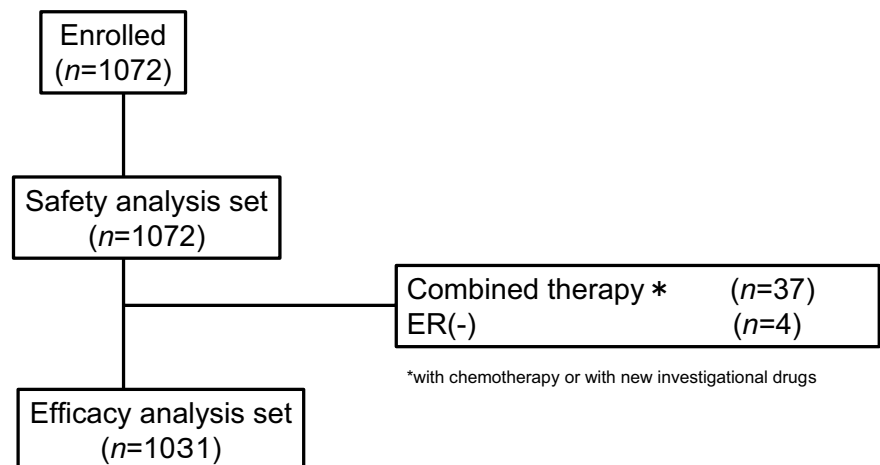 Enrolled
(n=1072)
Safety analysis set
(n=1072)
Combined therapy * (n=37)
ER(-) (n=4)
*with chemotherapy or with new investigational drugs
Efficacy analysis set
(n=1031)